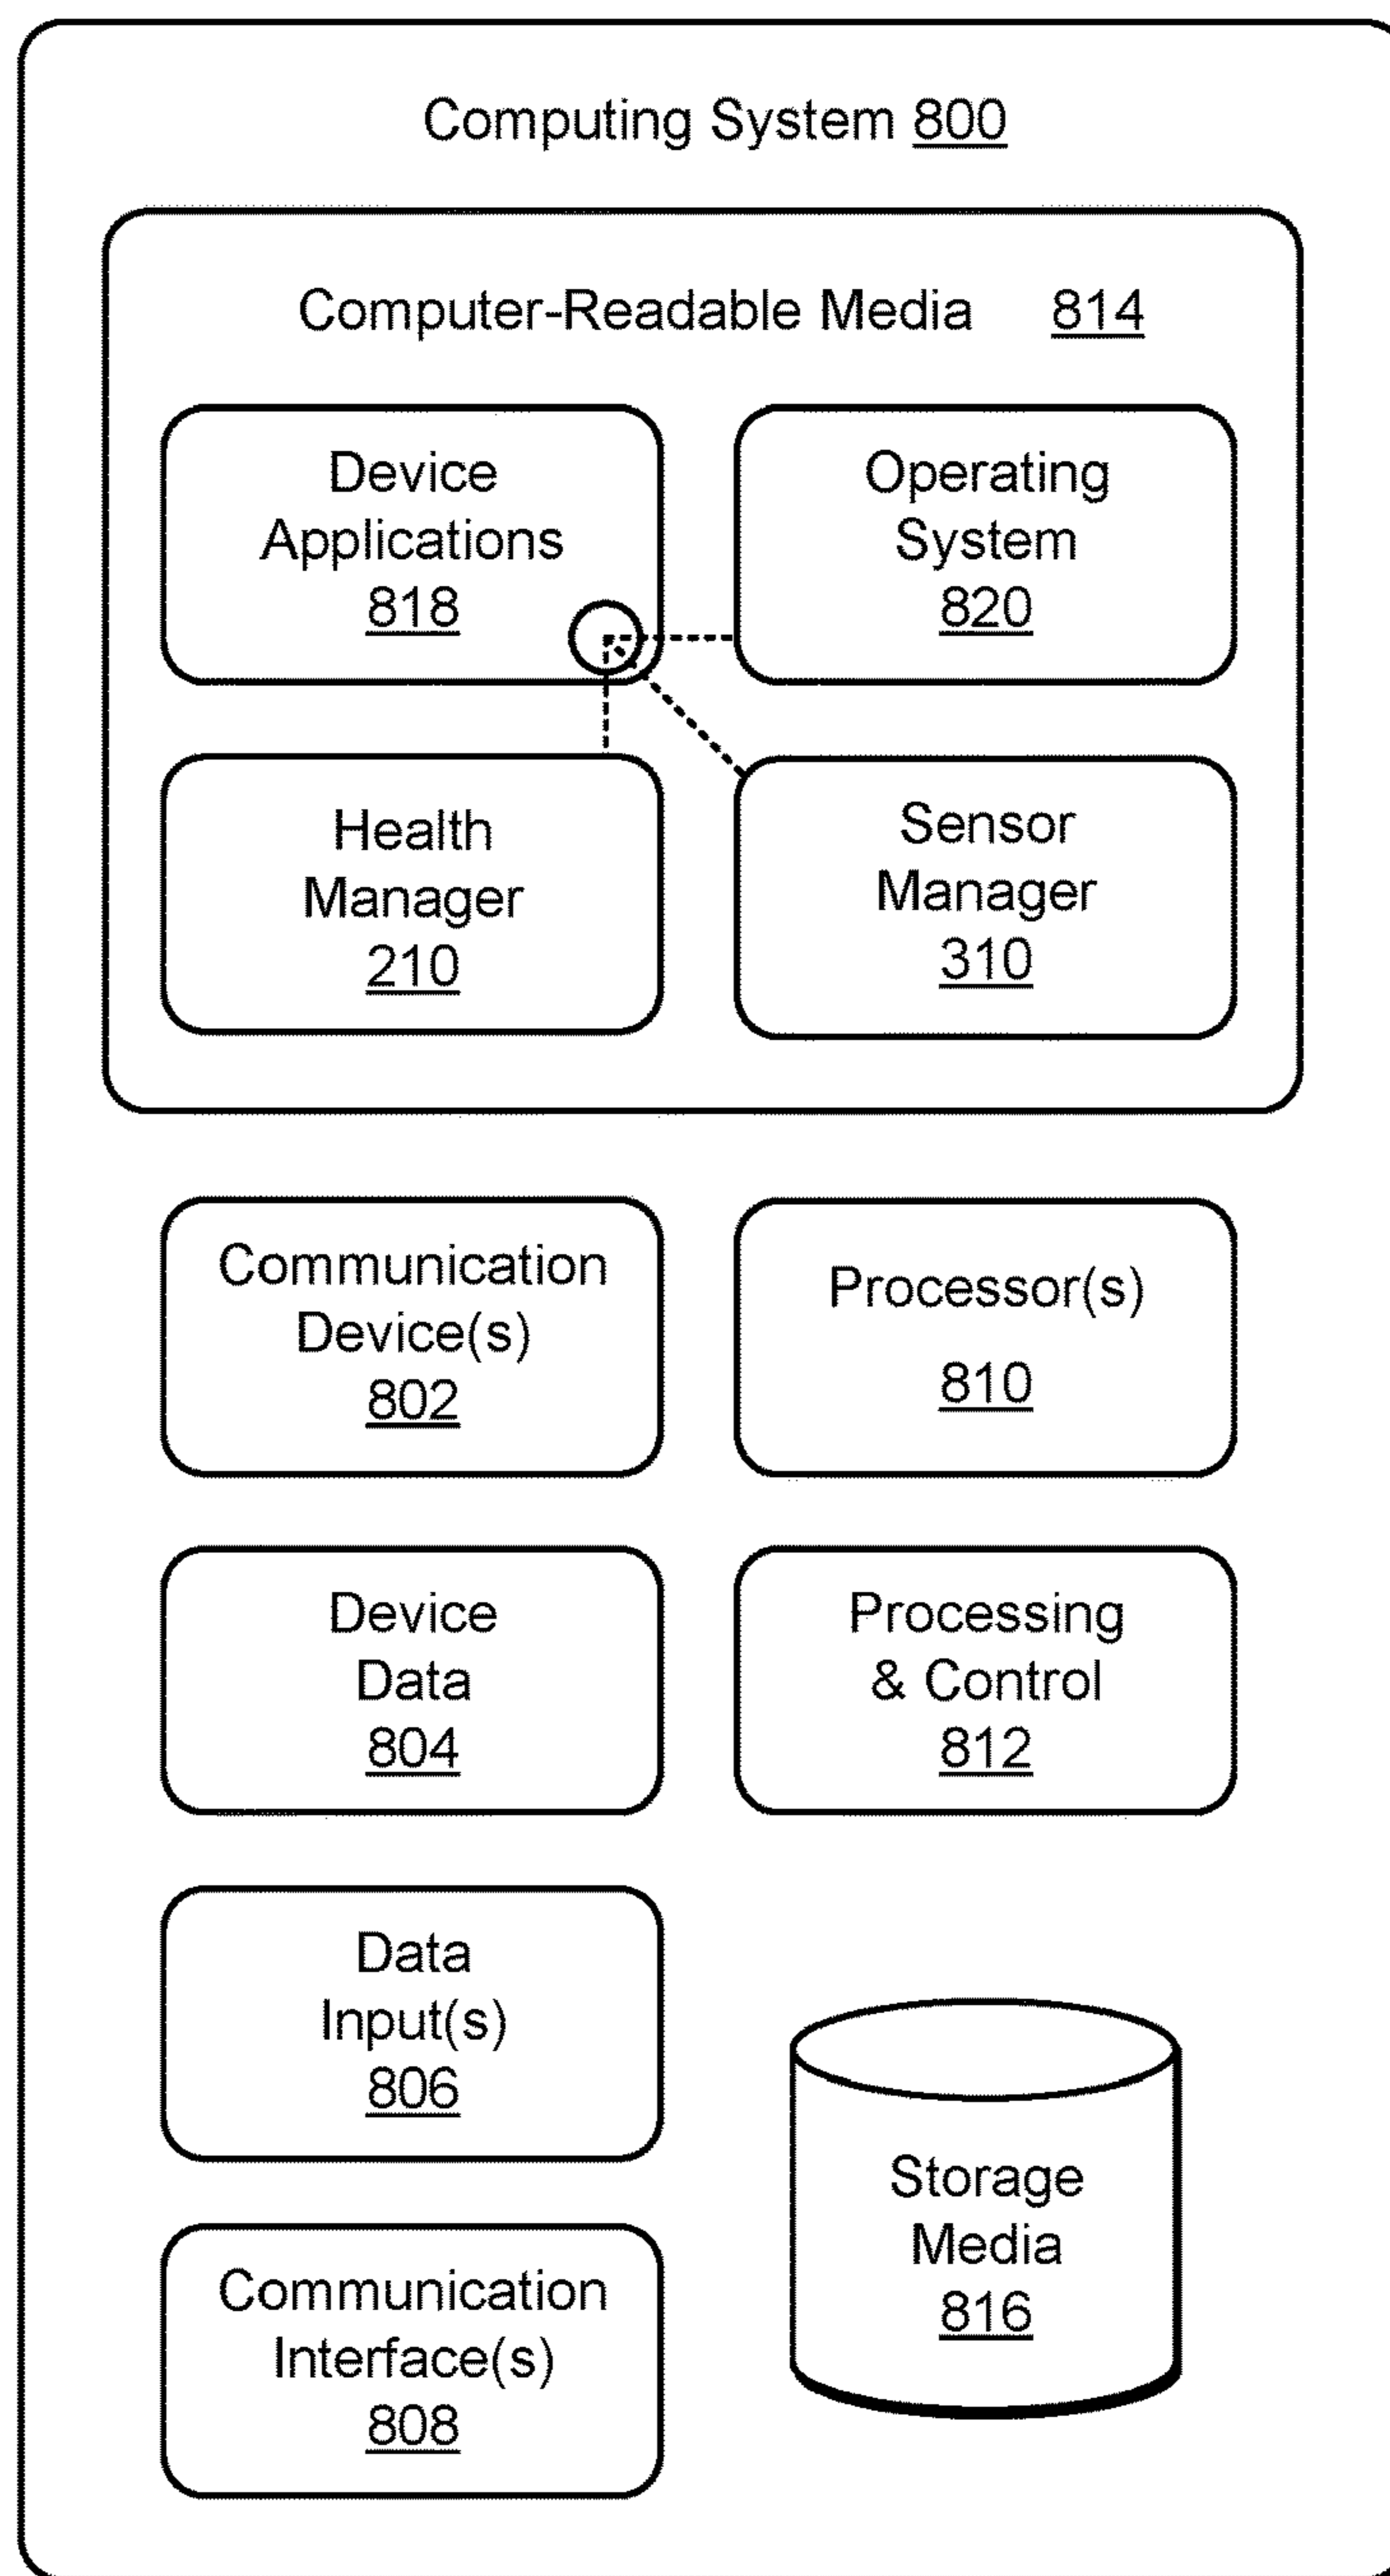 Computing System 800
Computer-Readable Media 814
Device
Applications
818
Operating
System
820
Health
Manager
210
Sensor
Manager
310
Communication
Device(s)
802
Processor(s)
810
Device
Data
804
Processing
& Control
812
Data
Input(s)
806
Storage
Media
816
Communication
Interface(s)
808